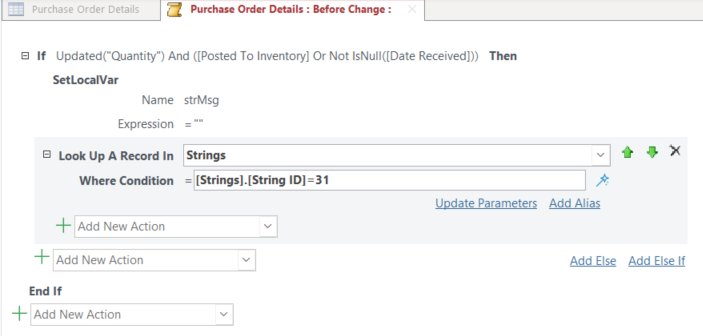 Purchase Order Details
Purchase Order Details : Before Change :
If Updated("Quantity") And ([Posted To Inventory] Or Not IsNull([Date Received])) Then
SetLocalVar
Name strMsg
Expression = ""
Look Up A Record In Strings
Where Condition = [Strings].[String ID]=31
Update Parameters Add Alias
Add New Action
Add New Action
Add Else Add Else If
End If
Add New Action